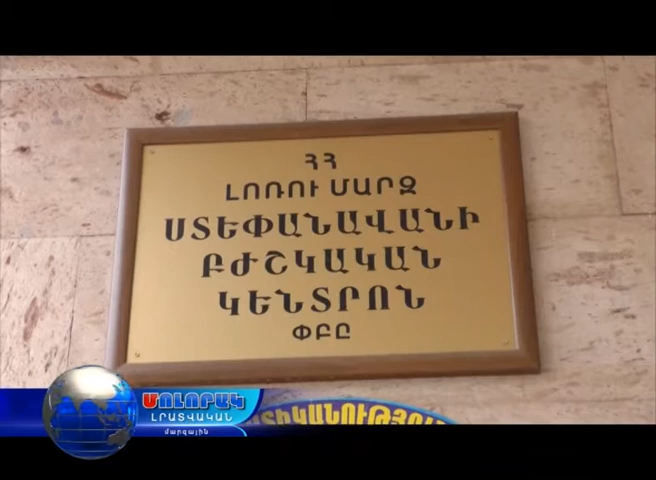 ՀՀ
ԼՈՌՈՒ ՄԱՐԶ
ՍՏԵՓԱՆԱՎԱՆԻ
ԲԺՇԿԱԿԱՆ
ԿԵՆՏՐՈՆ
ՓԲԸ
ՄՈԼՈՐԱԿ
ԼՐԱՏՎԱԿԱՆ
մարզային